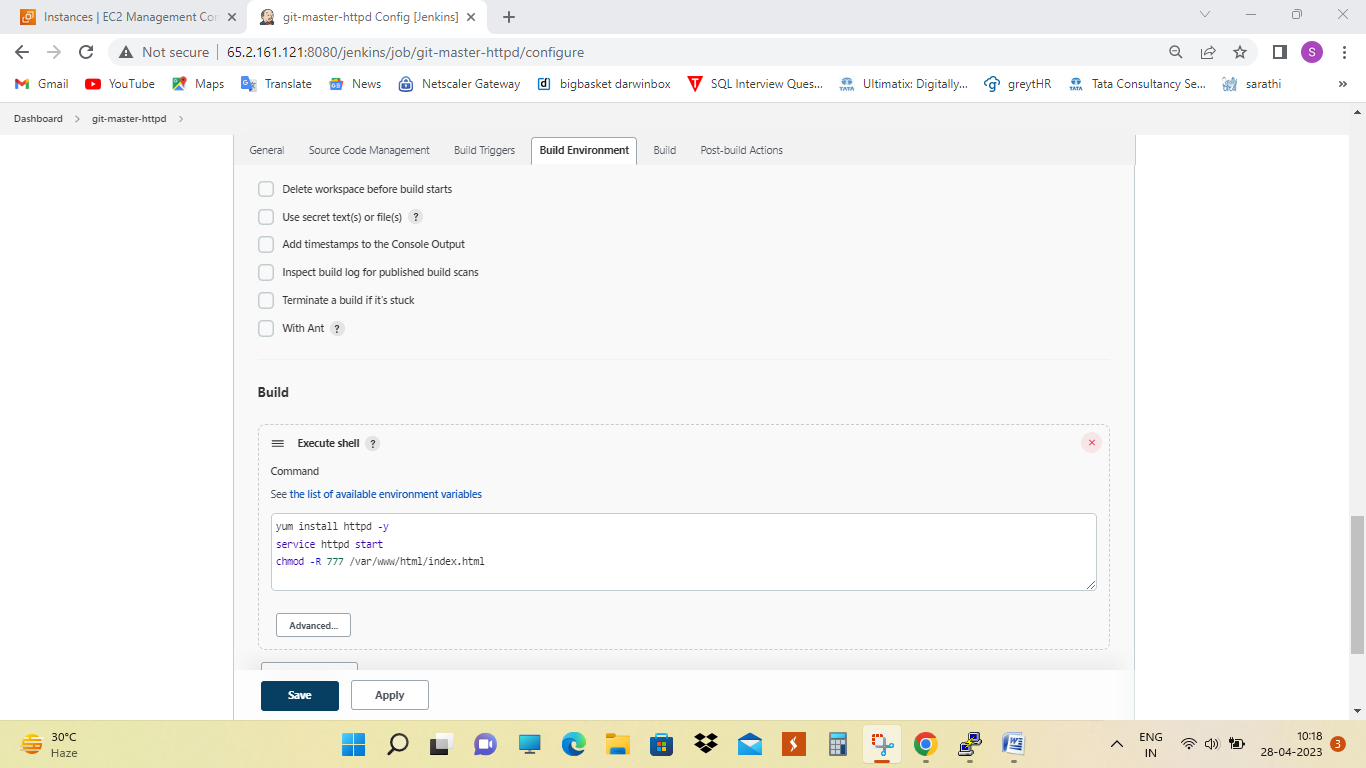 Instances | EC2 Management Con
git-master-httpd Config [Jenkins]
Not secure
65.2.161.121:8080/jenkins/job/git-master-httpd/configure
S
Gmail
YouTube
Maps
Translate
News
Netscaler Gateway
bigbasket darwinbox
SQL Interview Ques...
Ultimatix: Digitally...
greytHR
Tata Consultancy Se...
sarathi
»
Dashboard
git-master-httpd
General
Source Code Management
Build Triggers
Build Environment
Build
Post-build Actions
Delete workspace before build starts
Use secret text(s) or file(s) ?
Add timestamps to the Console Output
Inspect build log for published build scans
Terminate a build if it's stuck
With Ant ?
Build
Execute shell ?
Command
See the list of available environment variables
yum install httpd -y
service httpd start
chmod -R 777 /var/www/html/index.html
Advanced...
Save
Apply
30°C
Haze
ENG
IN
10:18
28-04-2023
3